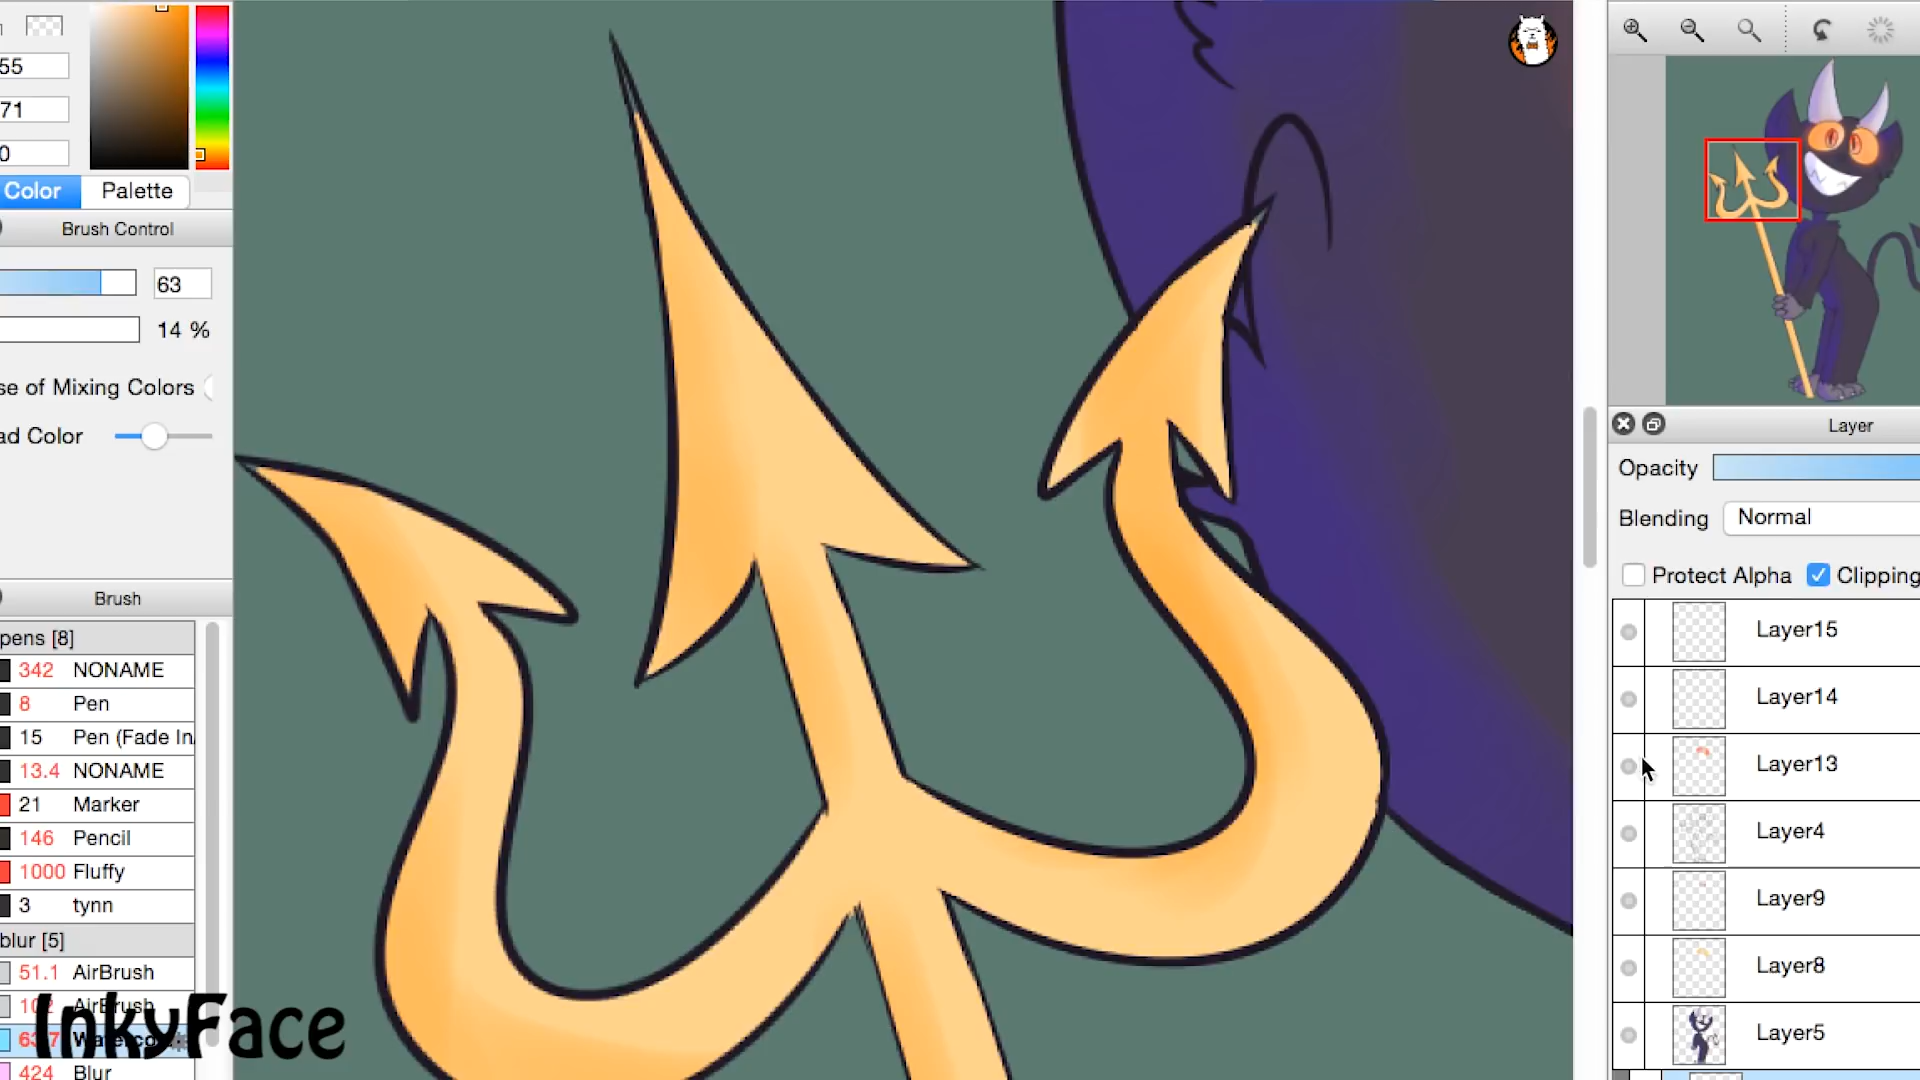 55
71
0
Color Palette
Brush Control
63
14 %
se of Mixing Colors
ad Color
Brush
pens [8]
342 NONAME
8 Pen
15 Pen (Fade In/
13.4 NONAME
21 Marker
146 Pencil
1000 Fluffy
3 tynn
blur [5]
51.1 AirBrush
102 AirBrush
InkyFace
424 Blur
Layer
Opacity
Blending Normal
Protect Alpha Clipping
Layer15
Layer14
Layer13
Layer4
Layer9
Layer8
Layer5